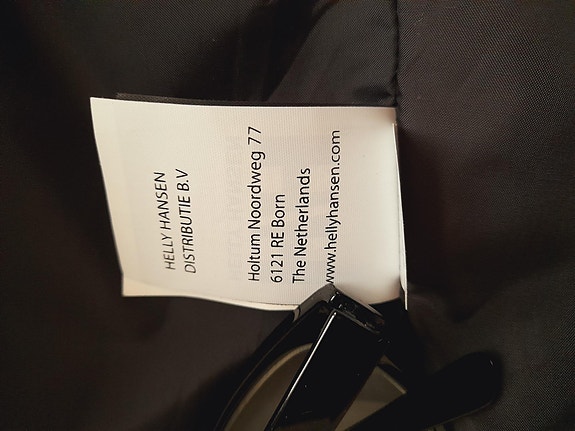 HELLY HANSEN
DISTRIBUTIE B.V
Holtum Noordweg 77
6121 RE Born
The Netherlands
www.hellyhansen.com